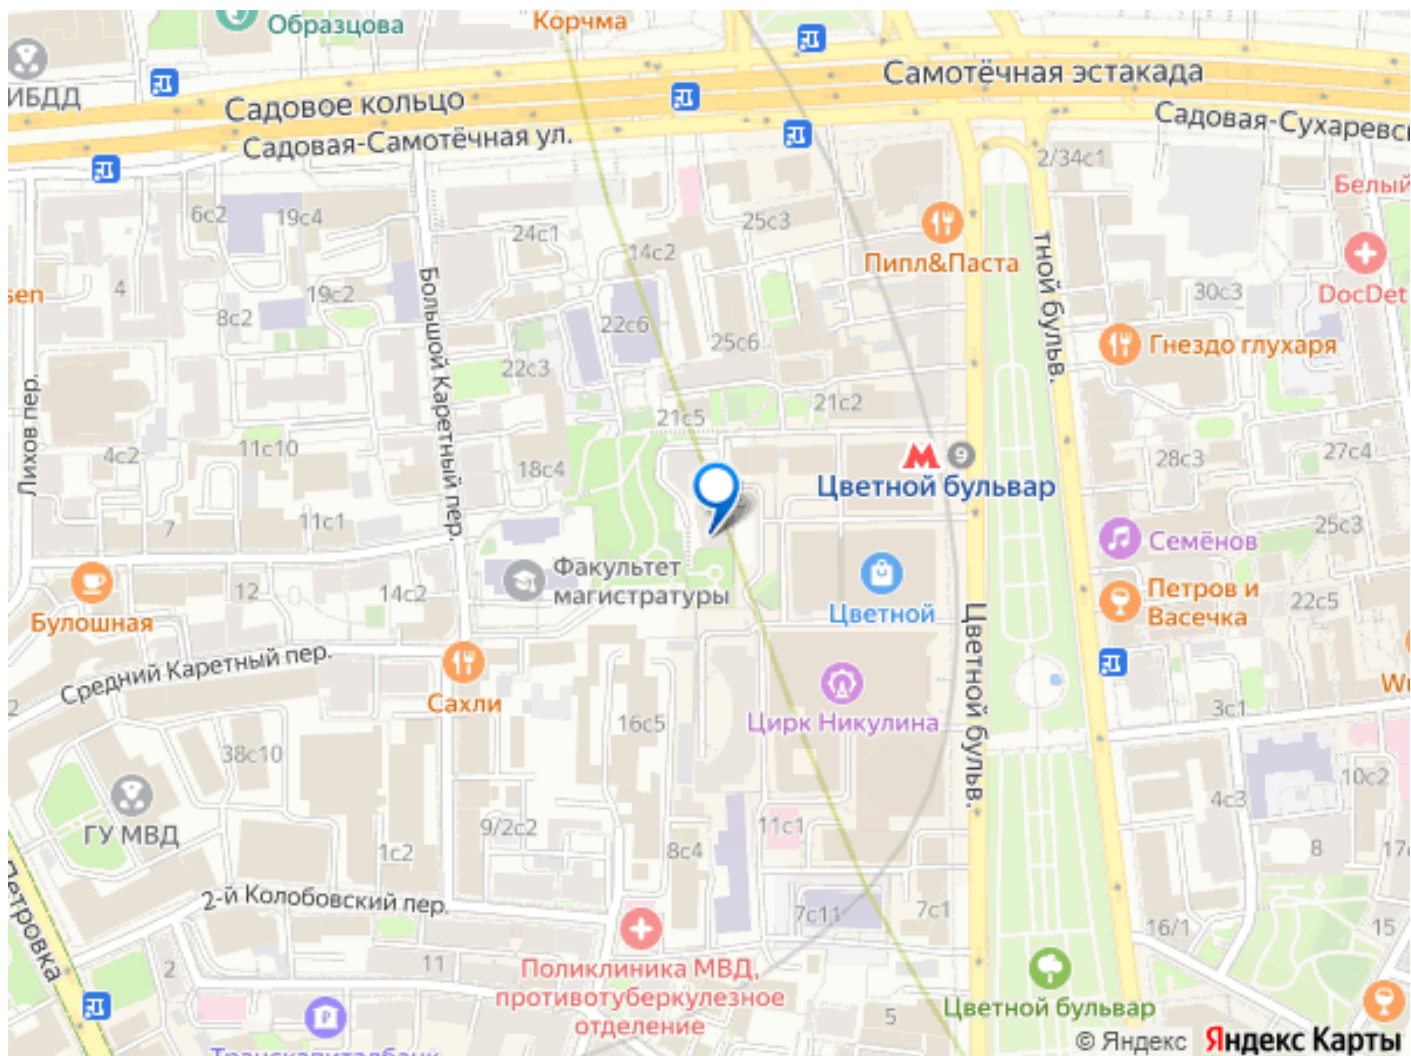 Образцова
Корчма
ИБДД
Самотёчная эстакада
Садовое кольцо
Садовая-Самотёчная ул.
Садовая-Сухаревс
2/34с1
Белый
6с2
19с4
24с1
25с3
14с2
Пипл&Паста
тной бульв.
DocDet
30с3
sen
4
19с2
8с2
22с6
25с6
Гнездо глухаря
Большой Каретный пер.
22с3
21с5
21с2
Лихов пер.
4с2
11с10
18с4
М
9
Цветной бульвар
28с3
27с4
7
11с1
25с3
Семёнов
Факультет
магистратуры
Цветной
Петров и
Васечка
22с5
Булошная
12
14с2
Средний Каретный пер.
Сахли
Цирк Никулина
Цветной бульв.
2
16с5
3с1
38с10
10с2
4с3
ГУ МВД
9/2с2
11с1
1с2
8с4
8
17
Петровка
2-й Колобовский пер.
7с11
7с1
16/1
15
2
11
Поликлиника МВД,
противотуберкулезное
отделение
Цветной бульвар
5
Транскапиталбанк
© Яндекс Яндекс Карты